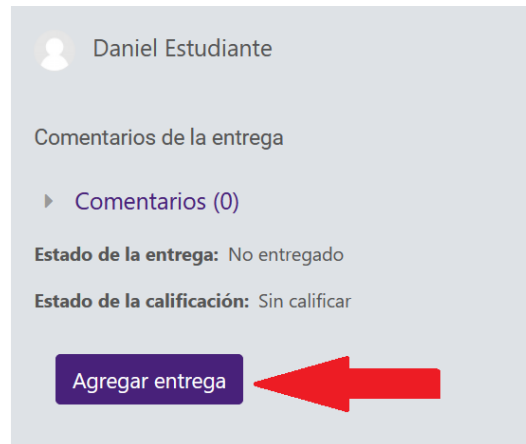 Daniel Estudiante
Comentarios de la entrega
Comentarios (0)
Estado de la entrega: No entregado
Estado de la calificación: Sin calificar
Agregar entrega